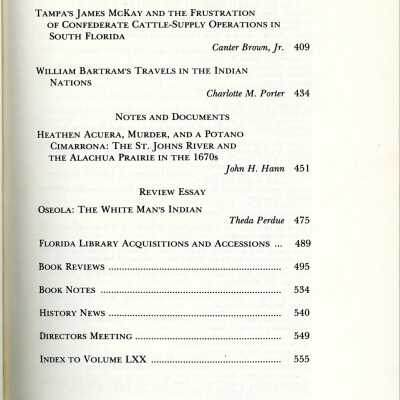 TAMPA'S JAMES MCKAY AND THE FRUSTRATION
OF CONFEDERATE CATTLE-SUPPLY OPERATIONS IN
SOUTH FLORIDA
Canter Brown, Jr. 409
WILLIAM BARTRAM'S TRAVELS IN THE INDIAN
NATIONS
Charlotte M. Porter 434
NOTES AND DOCUMENTS
HEATHEN ACUERA, MURDER, AND A POTANO
CIMARRONA: THE ST. JOHNS RIVER AND
THE ALACHUA PRAIRIE IN THE 1670s
John H. Hann 451
REVIEW ESSAY
OSEOLA: THE WHITE MAN'S INDIAN
Theda Perdue 475
FLORIDA LIBRARY ACQUISITIONS AND ACCESSIONS ... 489
BOOK REVIEWS ............................................................ 495
BOOK NOTES ............................................................... 534
HISTORY NEWS ............................................................ 540
DIRECTORS MEETING .................................................... 549
INDEX TO VOLUME LXX ................................................ 555